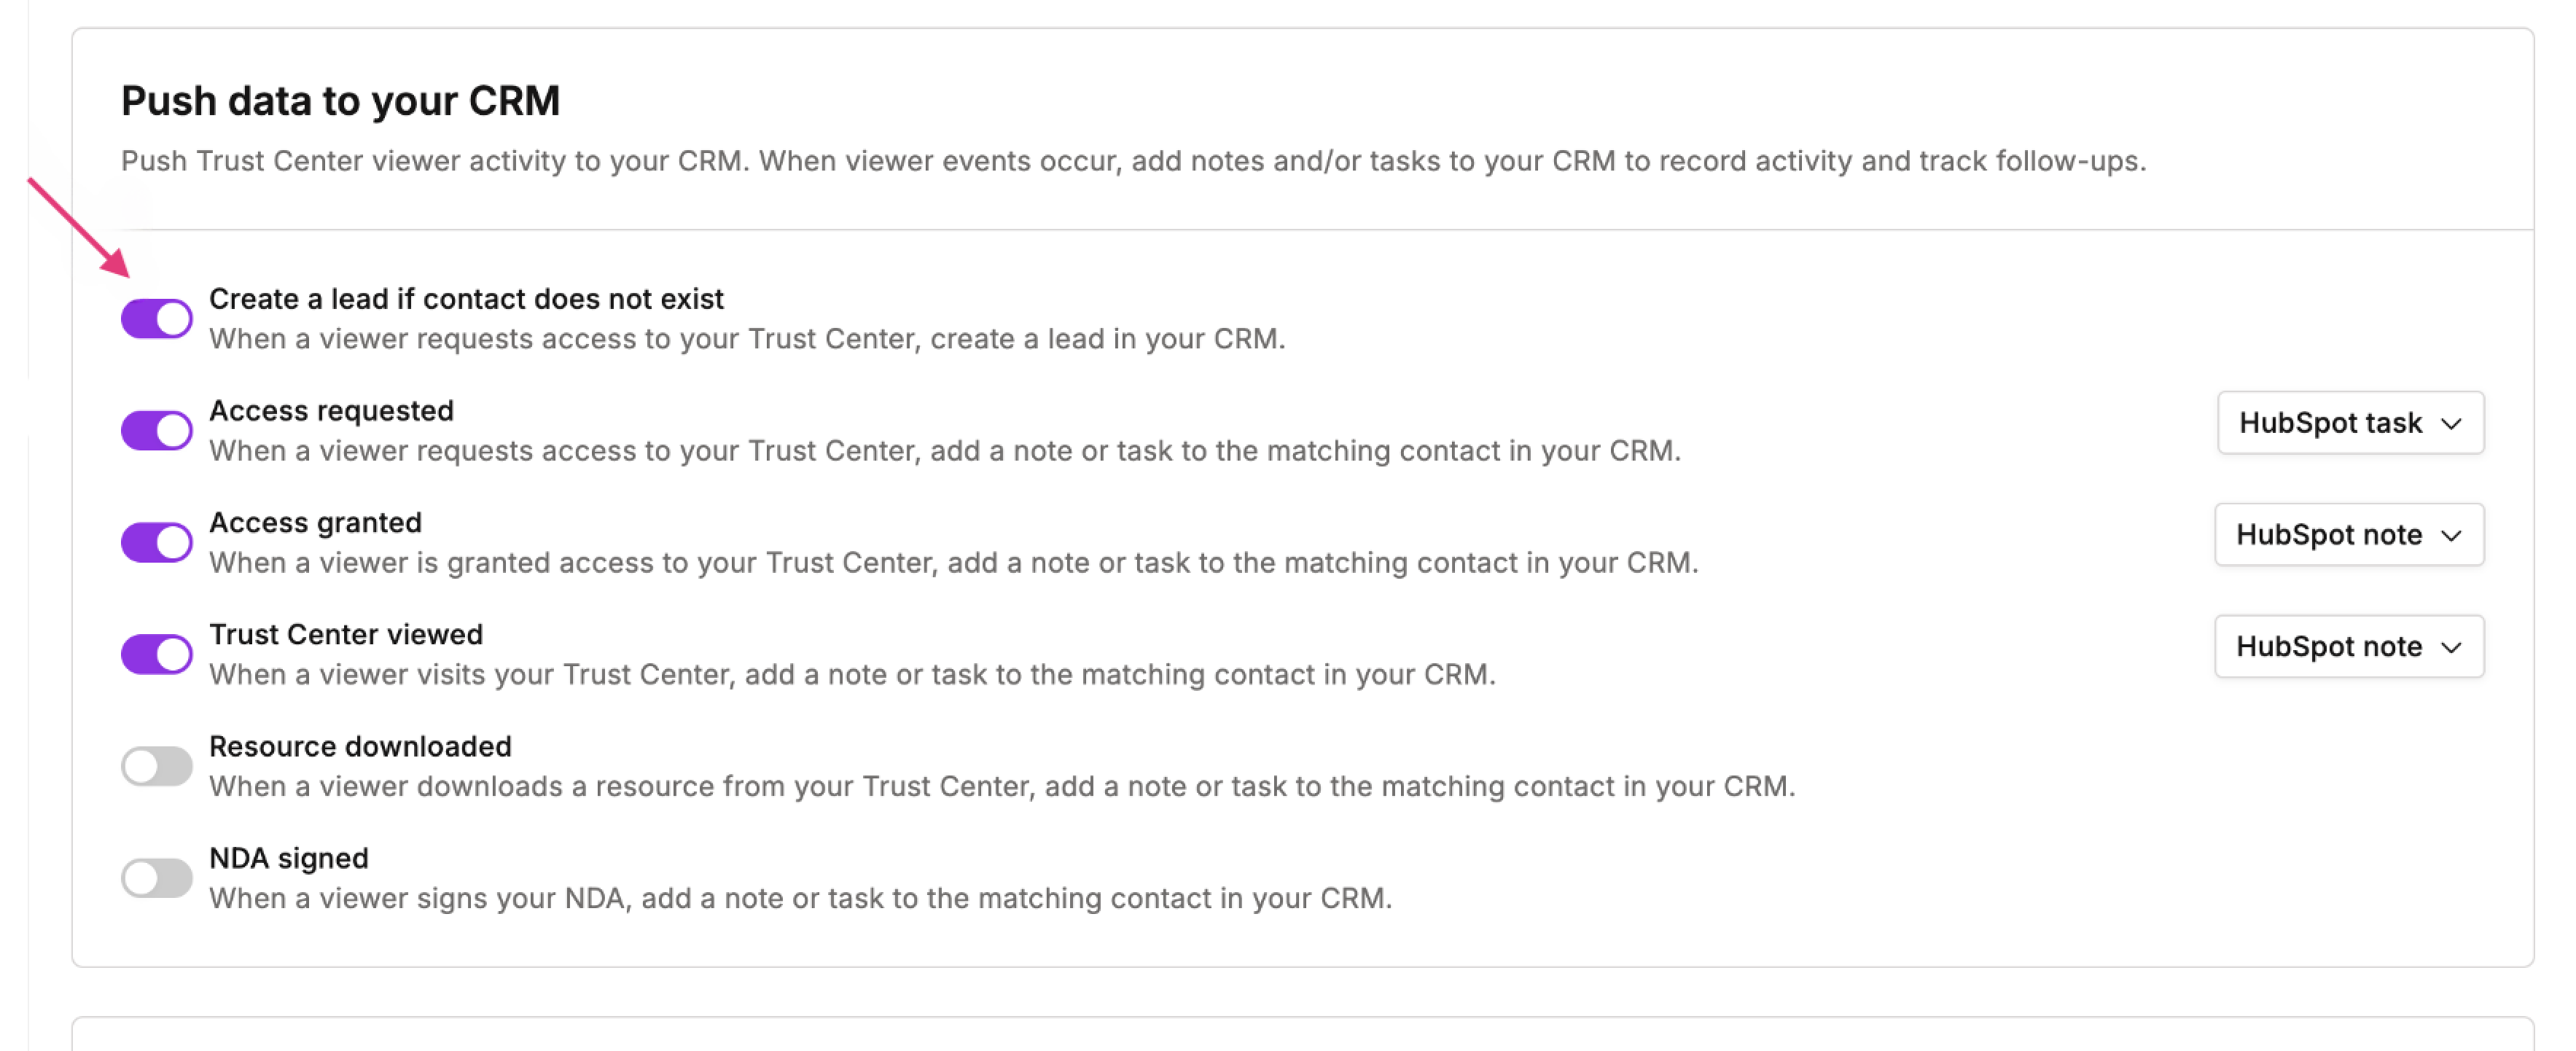 Push data to your CRM
Push Trust Center viewer activity to your CRM. When viewer events occur, add notes and/or tasks to your CRM to record activity and track follow-ups.
Create a lead if contact does not exist
When a viewer requests access to your Trust Center, create a lead in your CRM.
Access requested
When a viewer requests access to your Trust Center, add a note or task to the matching contact in your CRM.
HubSpot task
Access granted
When a viewer is granted access to your Trust Center, add a note or task to the matching contact in your CRM.
HubSpot note
Trust Center viewed
When a viewer visits your Trust Center, add a note or task to the matching contact in your CRM.
HubSpot note
Resource downloaded
When a viewer downloads a resource from your Trust Center, add a note or task to the matching contact in your CRM.
NDA signed
When a viewer signs your NDA, add a note or task to the matching contact in your CRM.